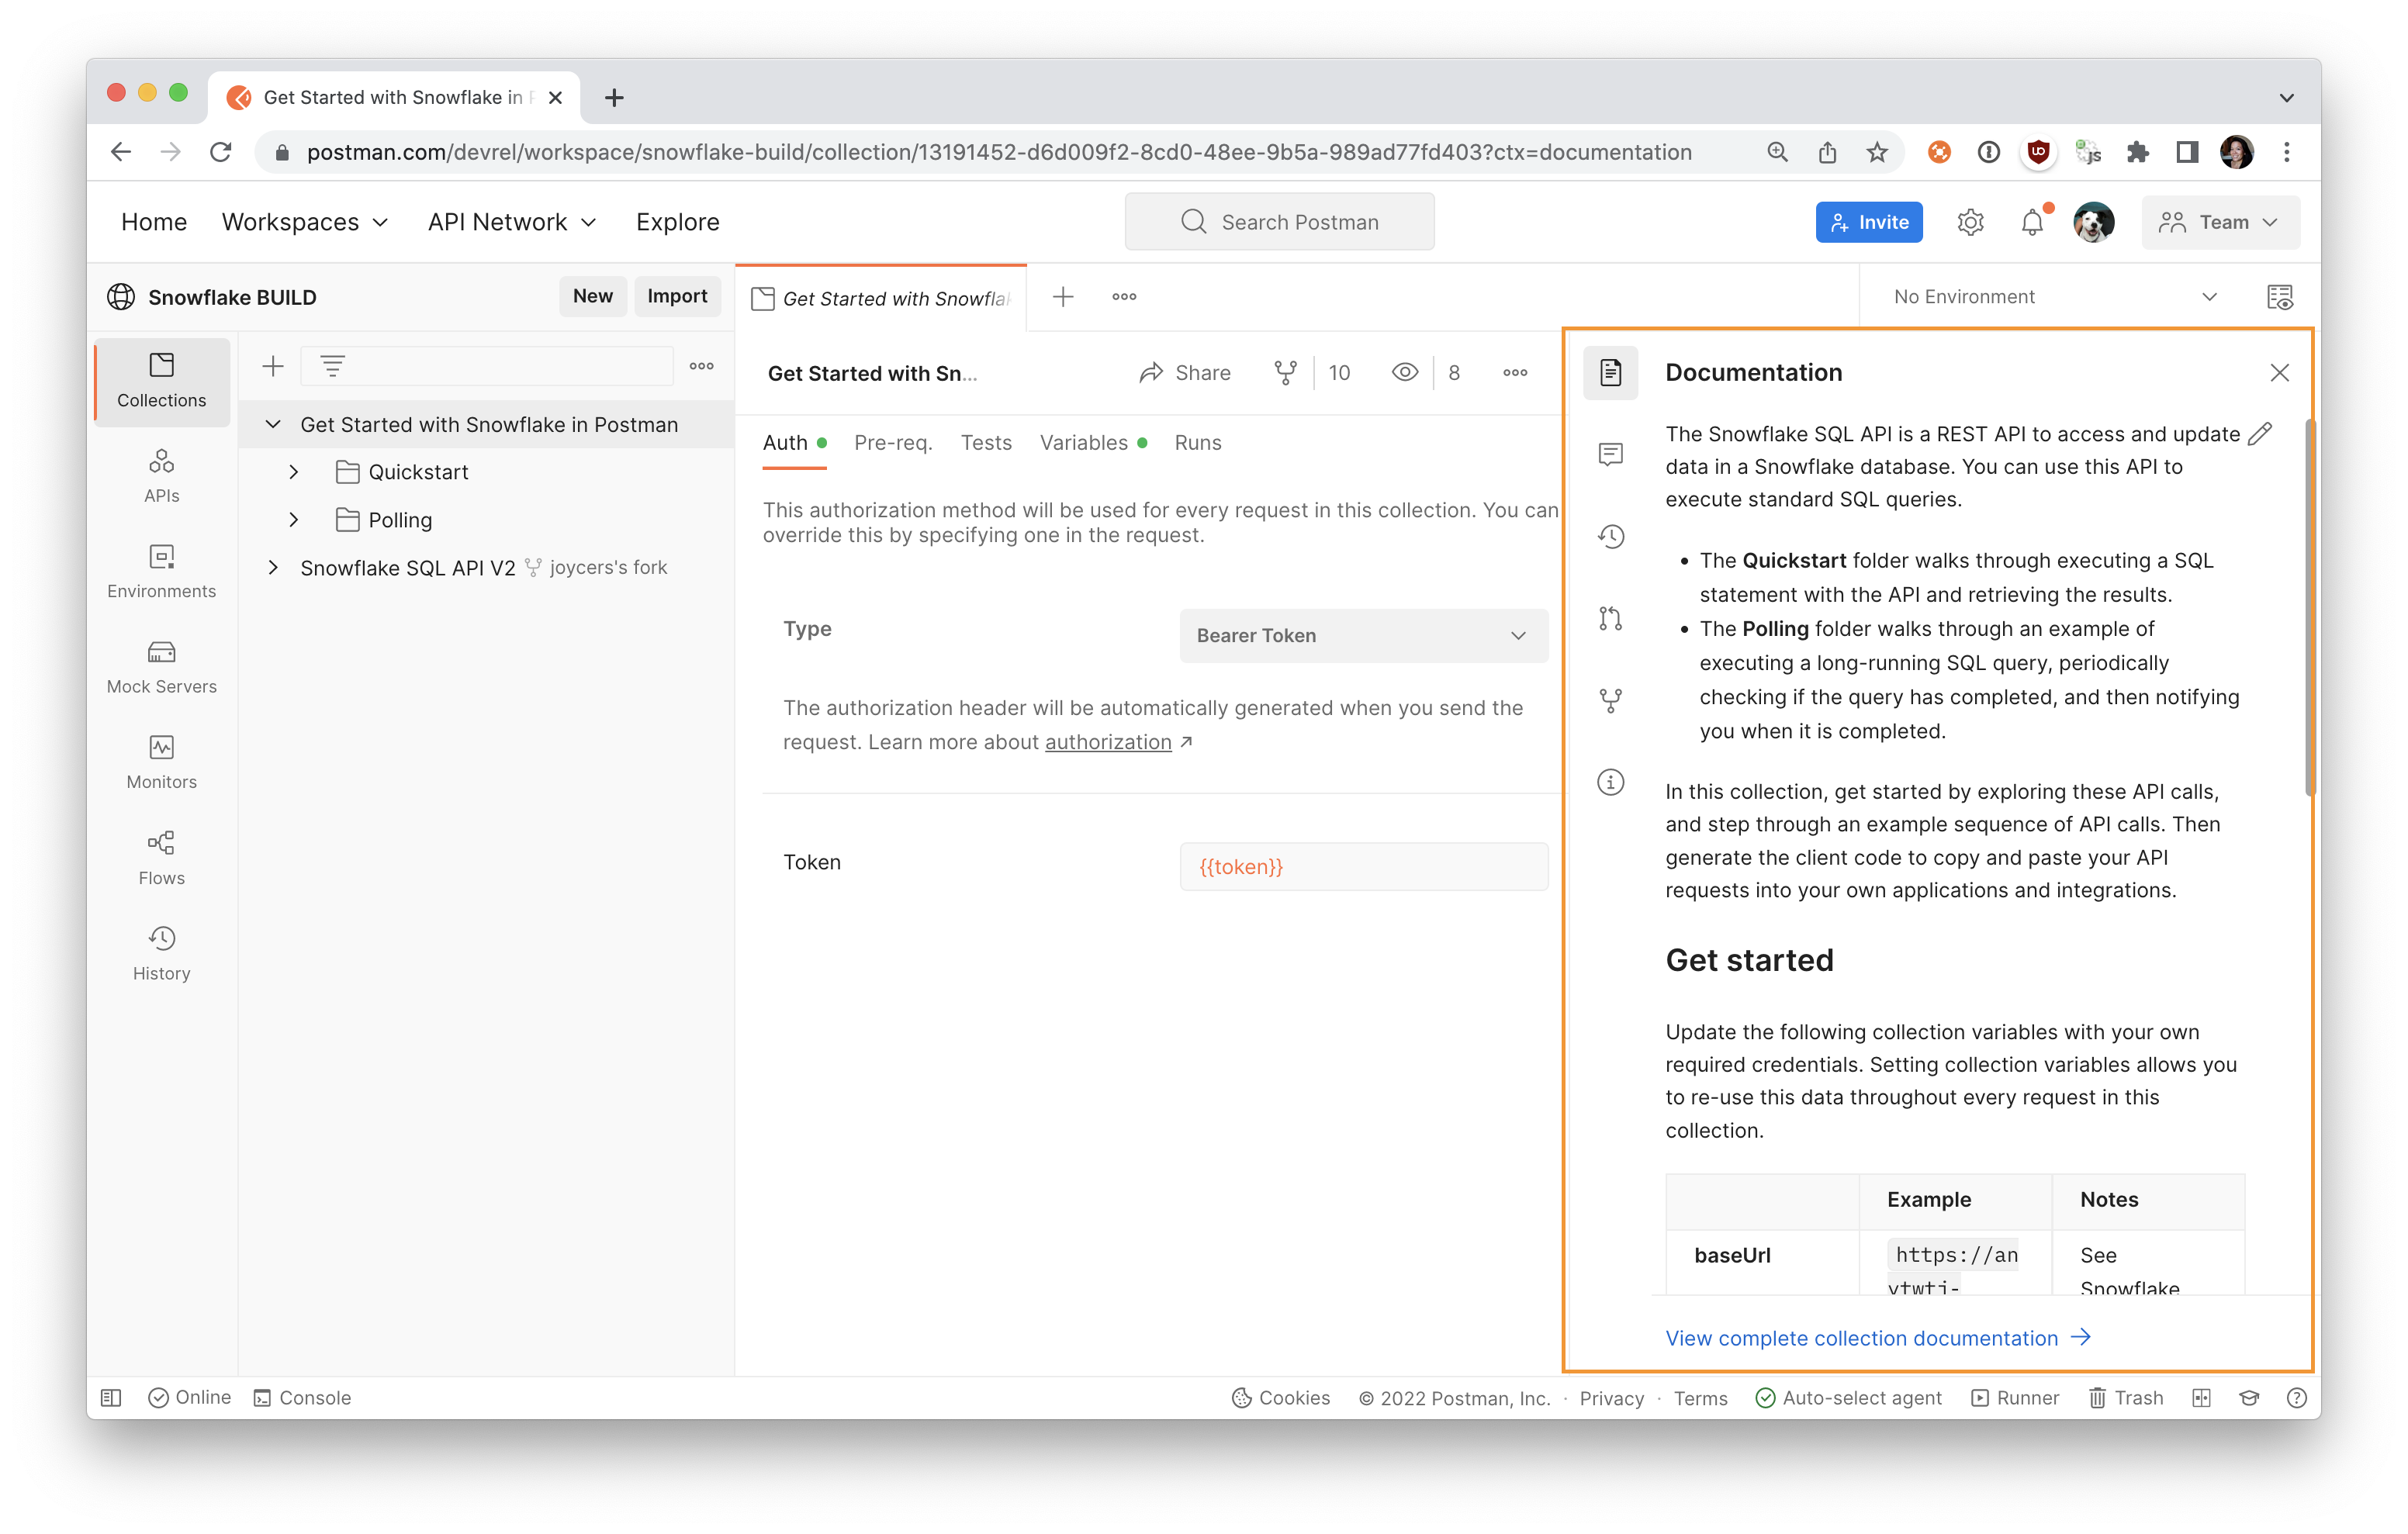 Get Started with Snowflake in
postman.com/devrel/workspace/snowflake-build/collection/13191452-d6d009f2-8cd0-48ee-9b5a-989ad77fd403?ctx=documentation
Home
Workspaces
API Network
Explore
Search Postman
Invite
Team
Snowflake BUILD
New
Import
Get Started with Snowflak
No Environment
Collections
APIs
Environments
Mock Servers
Monitors
Flows
History
Get Started with Snowflake in Postman
Quickstart
Polling
Snowflake SQL API V2 joycers's fork
Get Started with Sn...
Share
10
8
Auth
Pre-req.
Tests
Variables
Runs
This authorization method will be used for every request in this collection. You can
override this by specifying one in the request.
Type
Bearer Token
The authorization header will be automatically generated when you send the
request. Learn more about authorization ↗
Token
{{token}}
Documentation
The Snowflake SQL API is a REST API to access and update
data in a Snowflake database. You can use this API to
execute standard SQL queries.
• The Quickstart folder walks through executing a SQL
statement with the API and retrieving the results.
• The Polling folder walks through an example of
executing a long-running SQL query, periodically
checking if the query has completed, and then notifying
you when it is completed.
In this collection, get started by exploring these API calls,
and step through an example sequence of API calls. Then
generate the client code to copy and paste your API
requests into your own applications and integrations.
Get started
Update the following collection variables with your own
required credentials. Setting collection variables allows you
to re-use this data throughout every request in this
collection.
Example
Notes
baseUrl
https://an
See
Snowflake
View complete collection documentation →
Online
Console
Cookies
© 2022 Postman, Inc.
·
Privacy
·
Terms
Auto-select agent
Runner
Trash